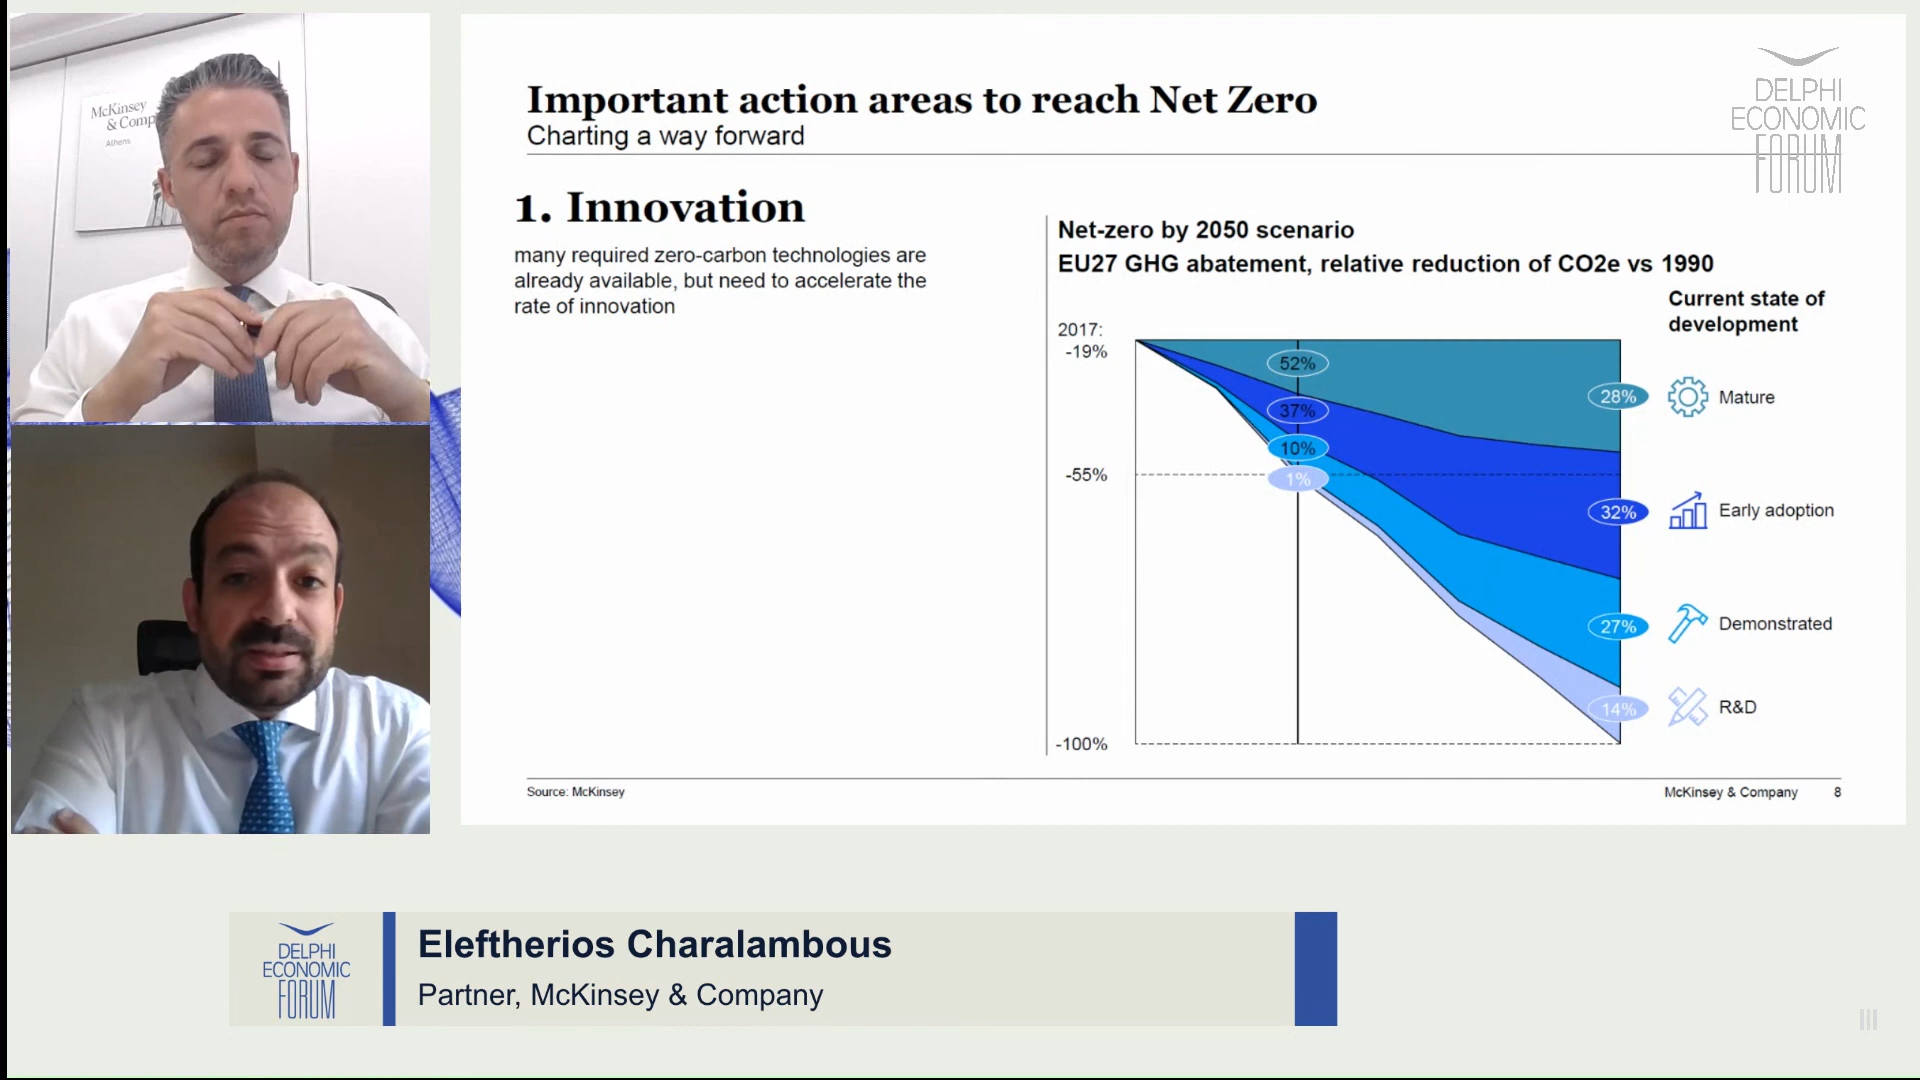 McKinsey
& Comp
Athens
DELPHI
ECONOMIC
FORUM
Important action areas to reach Net Zero
Charting a way forward
1. Innovation
many required zero-carbon technologies are
already available, but need to accelerate the
rate of innovation
Net-zero by 2050 scenario
EU27 GHG abatement, relative reduction of CO2e vs 1990
Current state of
development
2017:
-19%
-55%
-100%
52%
37%
10%
1%
28%
Mature
32%
Early adoption
27%
Demonstrated
14%
R&D
Source: McKinsey
McKinsey & Company
8
DELPHI
ECONOMIC
FORUM
Eleftherios Charalambous
Partner, McKinsey & Company